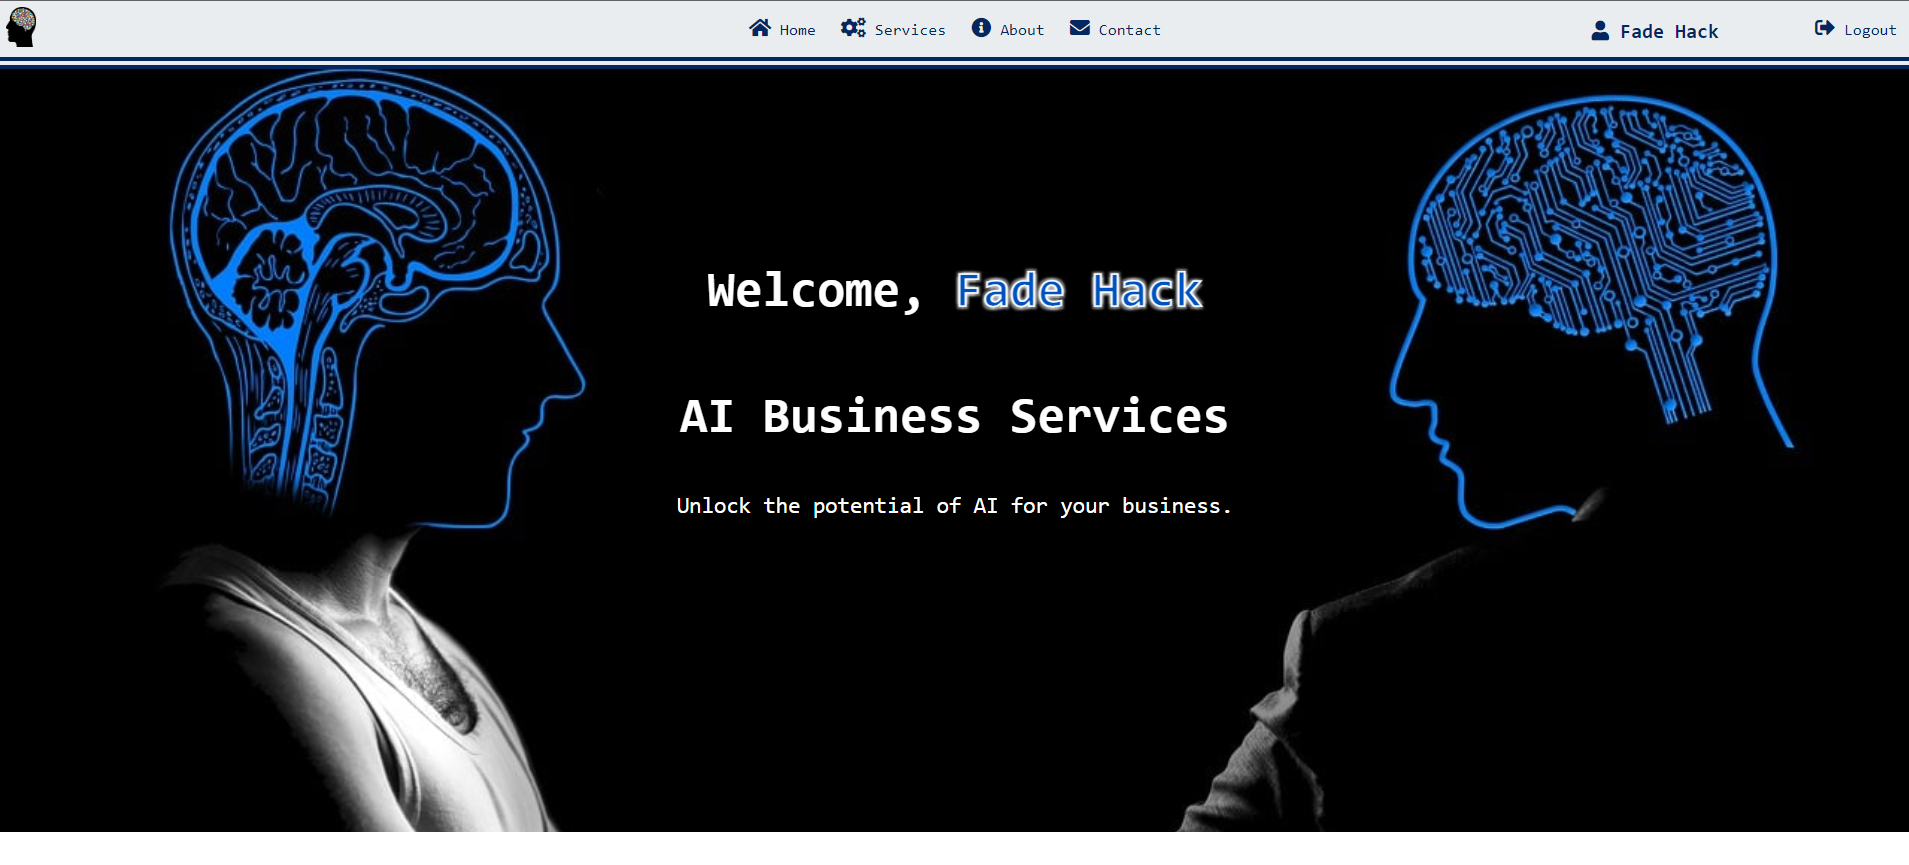 Home Services About Contact Fade Hack Logout
Welcome, Fade Hack
AI Business Services
Unlock the potential of AI for your business.